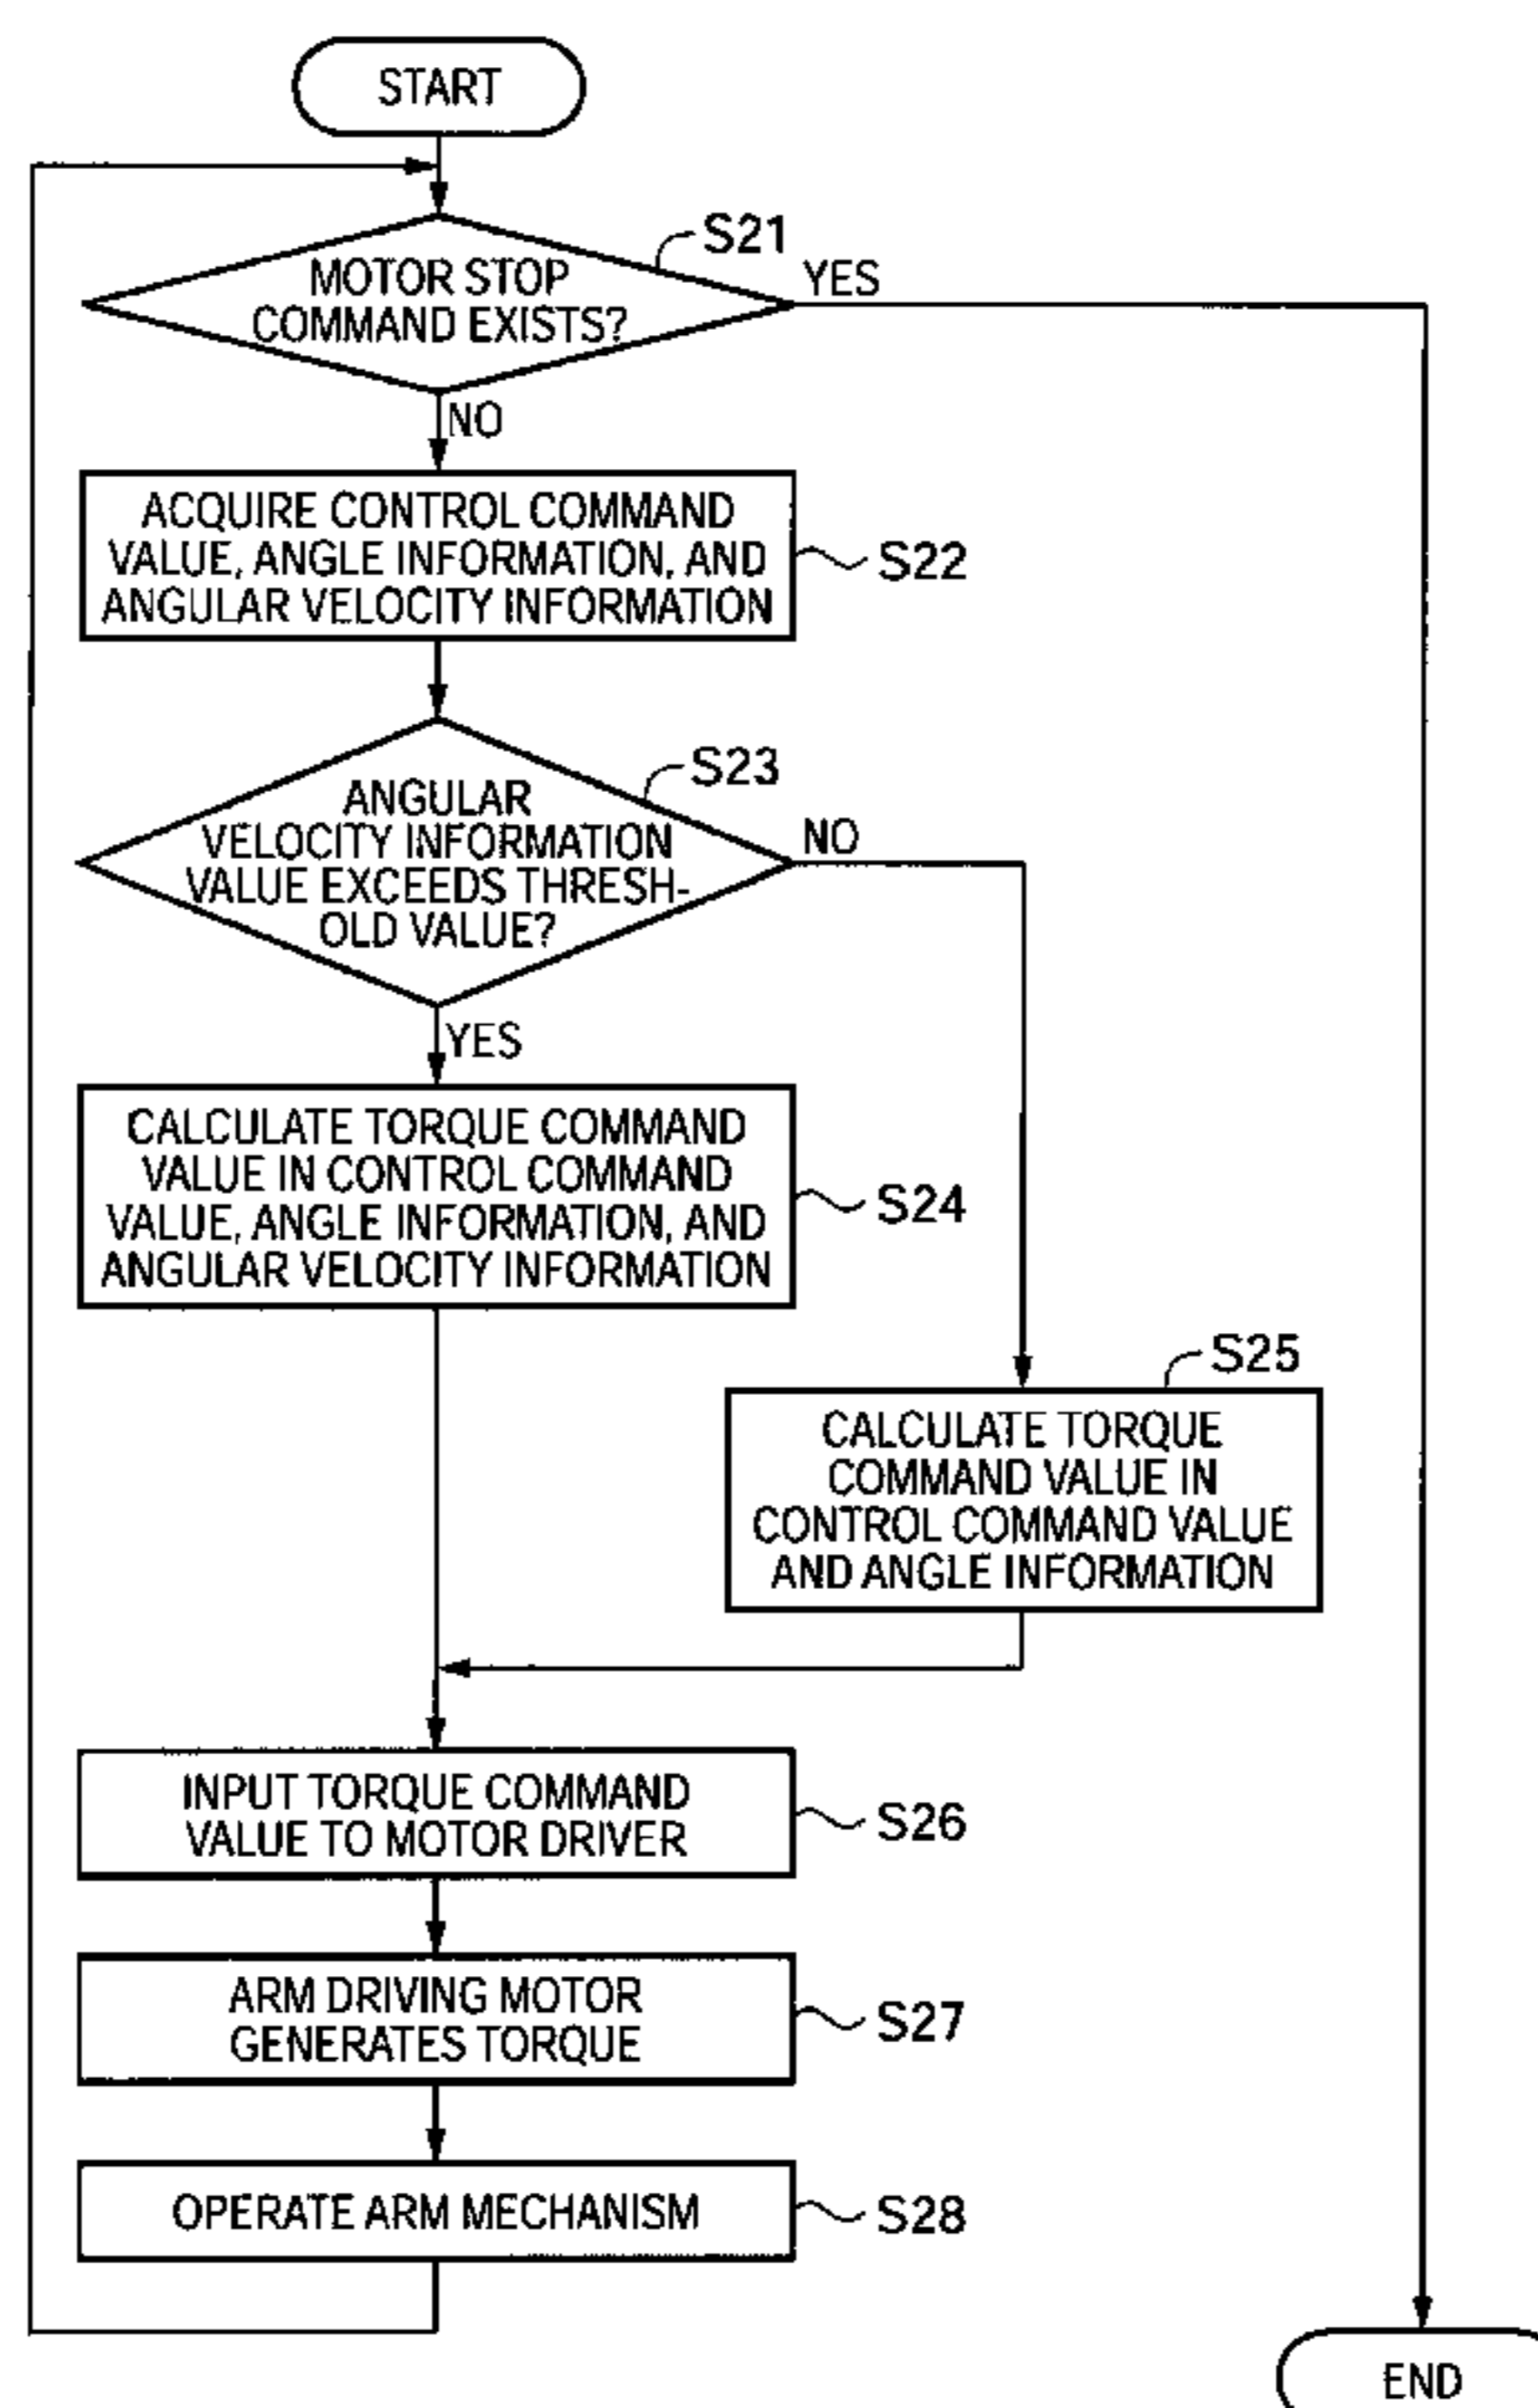 START
S21
MOTOR STOP
COMMAND EXISTS?
YES
NO
ACQUIRE CONTROL COMMAND
VALUE, ANGLE INFORMATION, AND
ANGULAR VELOCITY INFORMATION
S22
S23
ANGULAR
VELOCITY INFORMATION
VALUE EXCEEDS THRESH-
OLD VALUE?
NO
YES
CALCULATE TORQUE COMMAND
VALUE IN CONTROL COMMAND
VALUE, ANGLE INFORMATION, AND
ANGULAR VELOCITY INFORMATION
S24
S25
CALCULATE TORQUE
COMMAND VALUE IN
CONTROL COMMAND VALUE
AND ANGLE INFORMATION
INPUT TORQUE COMMAND
VALUE TO MOTOR DRIVER
S26
ARM DRIVING MOTOR
GENERATES TORQUE
S27
OPERATE ARM MECHANISM
S28
END